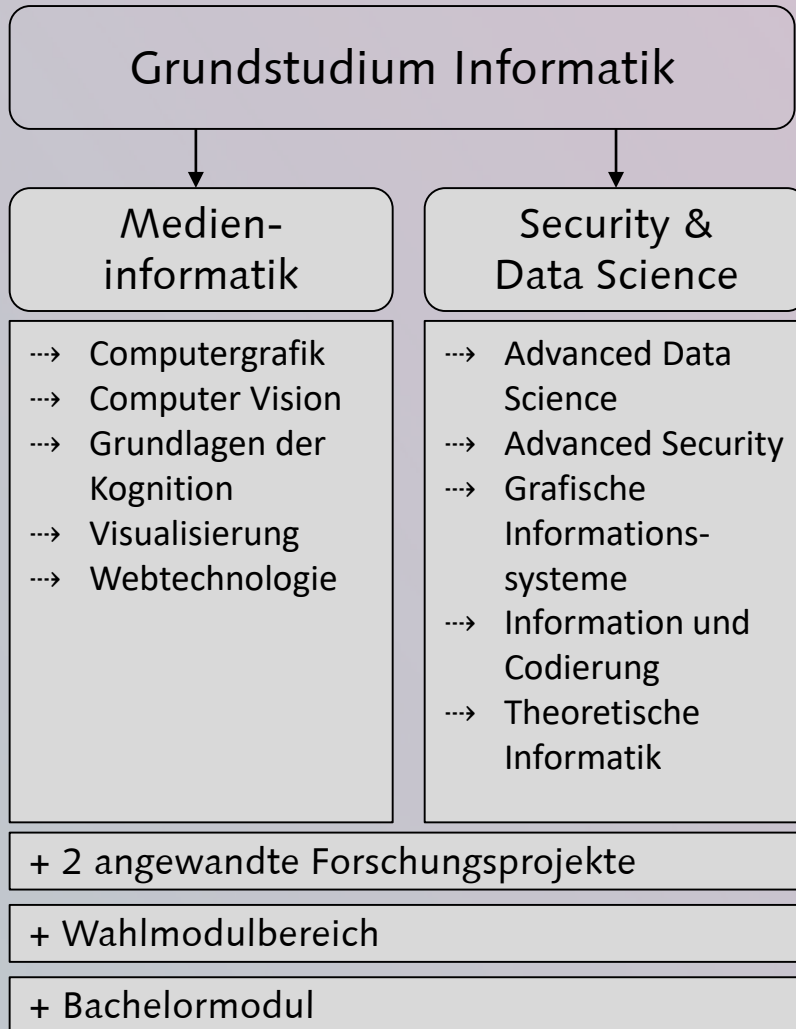 Grundstudium Informatik
Medien-
informatik
⇢ Computergrafik
⇢ Computer Vision
⇢ Grundlagen der
Kognition
⇢ Visualisierung
⇢ Webtechnologie
Security &
Data Science
⇢ Advanced Data
Science
⇢ Advanced Security
⇢ Grafische
Informations-
systeme
⇢ Information und
Codierung
⇢ Theoretische
Informatik
+ 2 angewandte Forschungsprojekte
+ Wahlmodulbereich
+ Bachelormodul